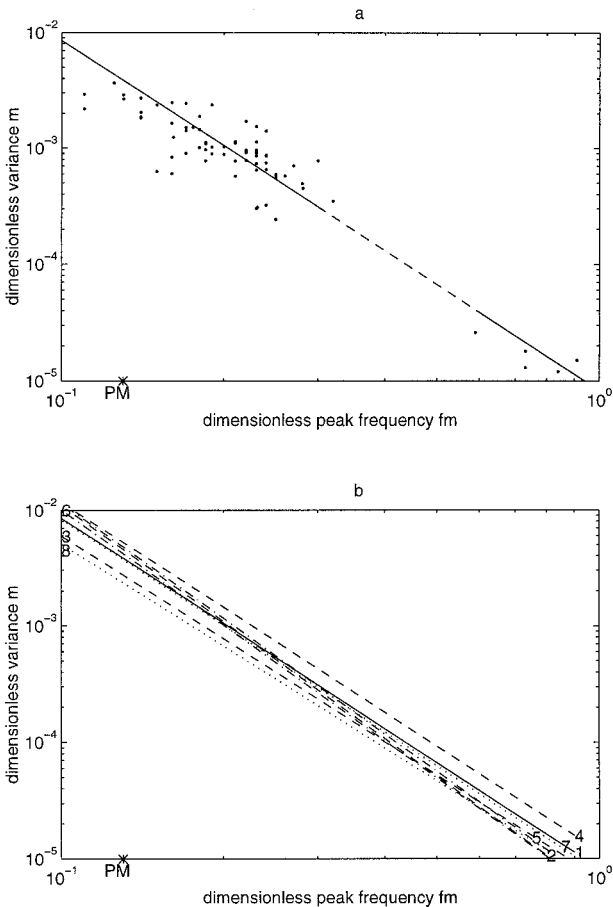 a
10^-2
10^-3
10^-4
10^-5
dimensionless variance m
10^-1
PM
10^0
dimensionless peak frequency fm
b
10^-2
6
3
8
10^-3
10^-4
10^-5
dimensionless variance m
4
5
7
2
1
10^-1
PM
10^0
dimensionless peak frequency fm